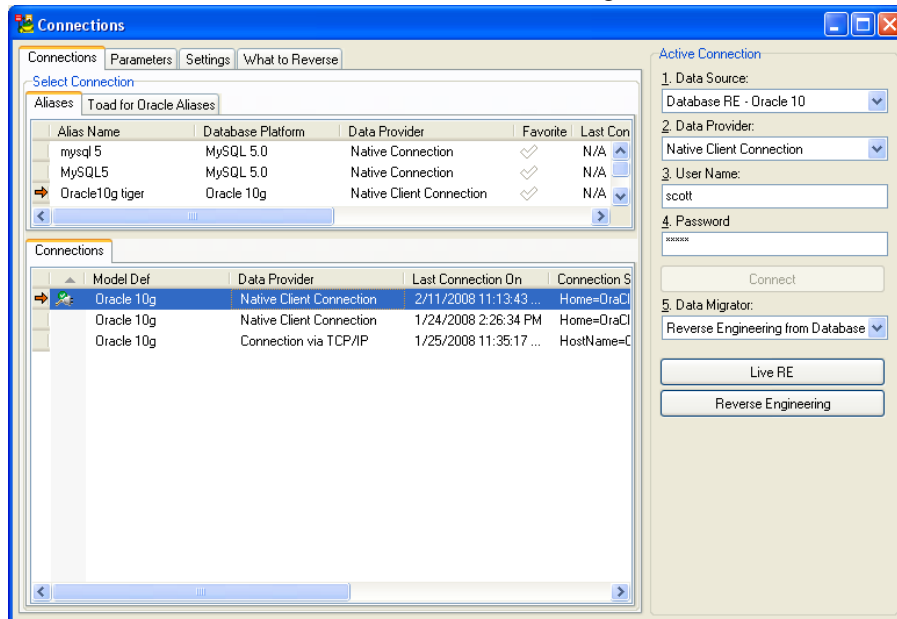 Connections
Connections Parameters Settings What to Reverse
Select Connection
Aliases Toad for Oracle Aliases
Alias Name Database Platform Data Provider Favorite Last Con
mysql 5 MySQL 5.0 Native Connection N/A
MySQL5 MySQL 5.0 Native Connection N/A
Oracle10g tiger Oracle 10g Native Client Connection N/A
Connections
Model Def Data Provider Last Connection On Connection S
Oracle 10g Native Client Connection 2/11/2008 11:13:43 ... Home=OraCl
Oracle 10g Native Client Connection 1/24/2008 2:26:34 PM Home=OraCl
Oracle 10g Connection via TCP/IP 1/25/2008 11:35:17 ... HostName=C
Active Connection
1. Data Source:
Database RE - Oracle 10
2. Data Provider:
Native Client Connection
3. User Name:
scott
4. Password
xxxxx
Connect
5. Data Migrator:
Reverse Engineering from Database
Live RE
Reverse Engineering